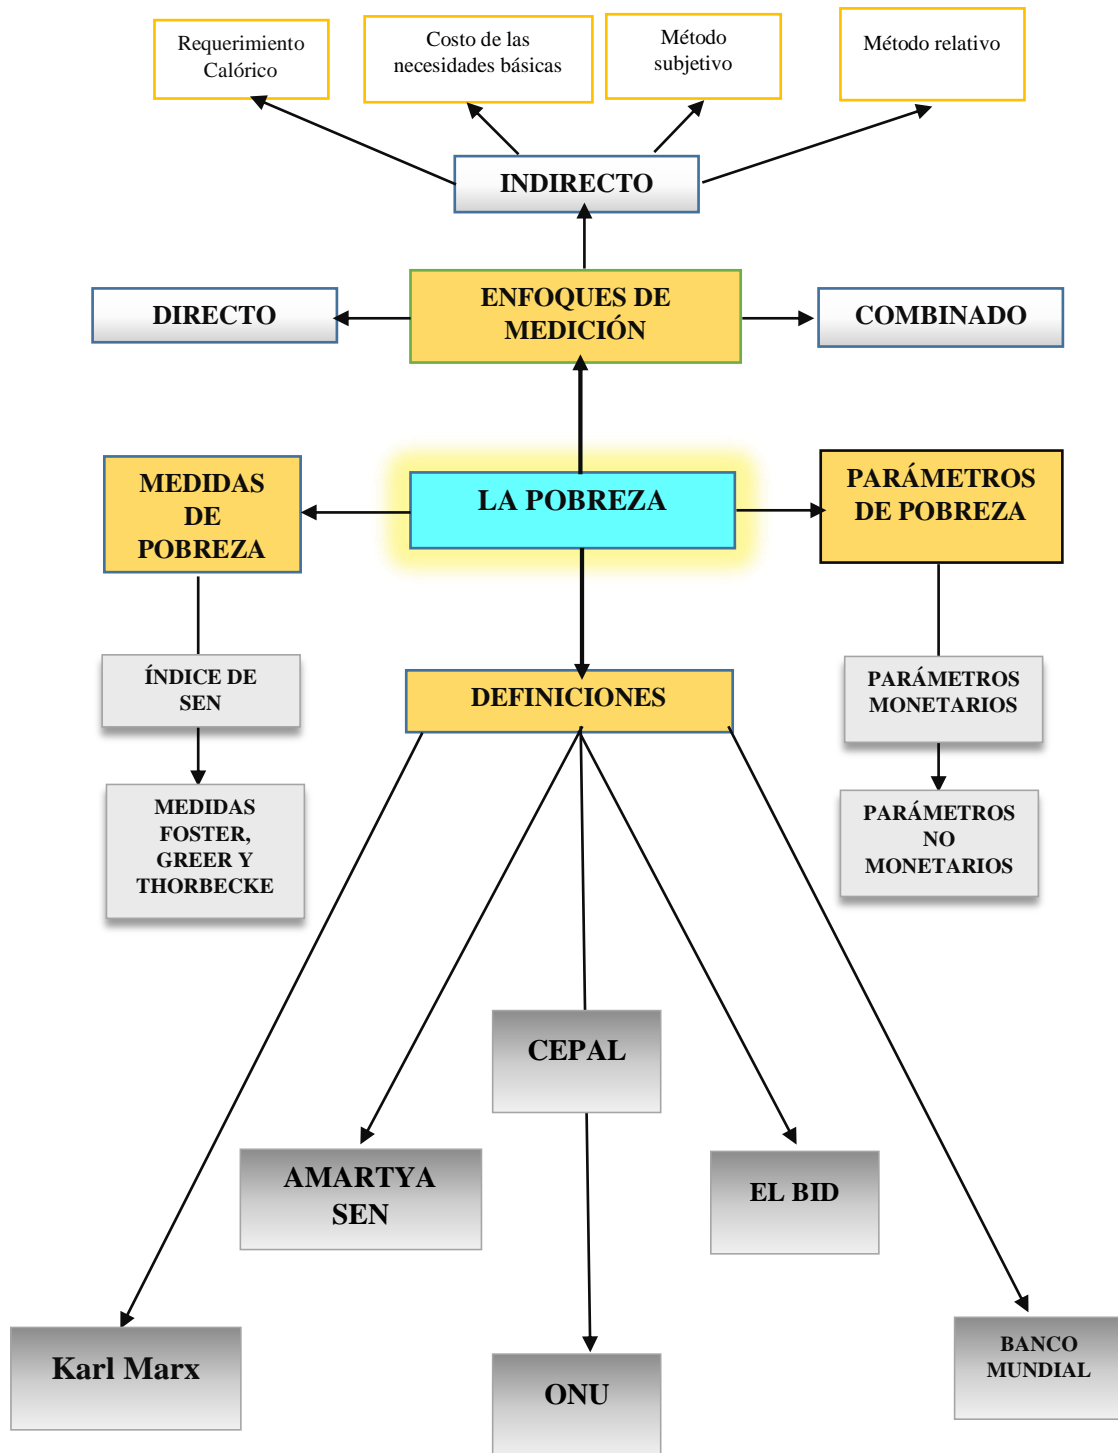 Requerimiento
Calórico
Costo de las
necesidades básicas
Método
subjetivo
Método relativo
INDIRECTO
ENFOQUES DE
MEDICIÓN
DIRECTO
COMBINADO
MEDIDAS
DE
POBREZA
LA POBREZA
PARÁMETROS
DE POBREZA
ÍNDICE DE
SEN
DEFINICIONES
PARÁMETROS
MONETARIOS
MEDIDAS
FOSTER,
GREER Y
THORBECKE
PARÁMETROS
NO
MONETARIOS
CEPAL
AMARTYA
SEN
EL BID
Karl Marx
ONU
BANCO
MUNDIAL